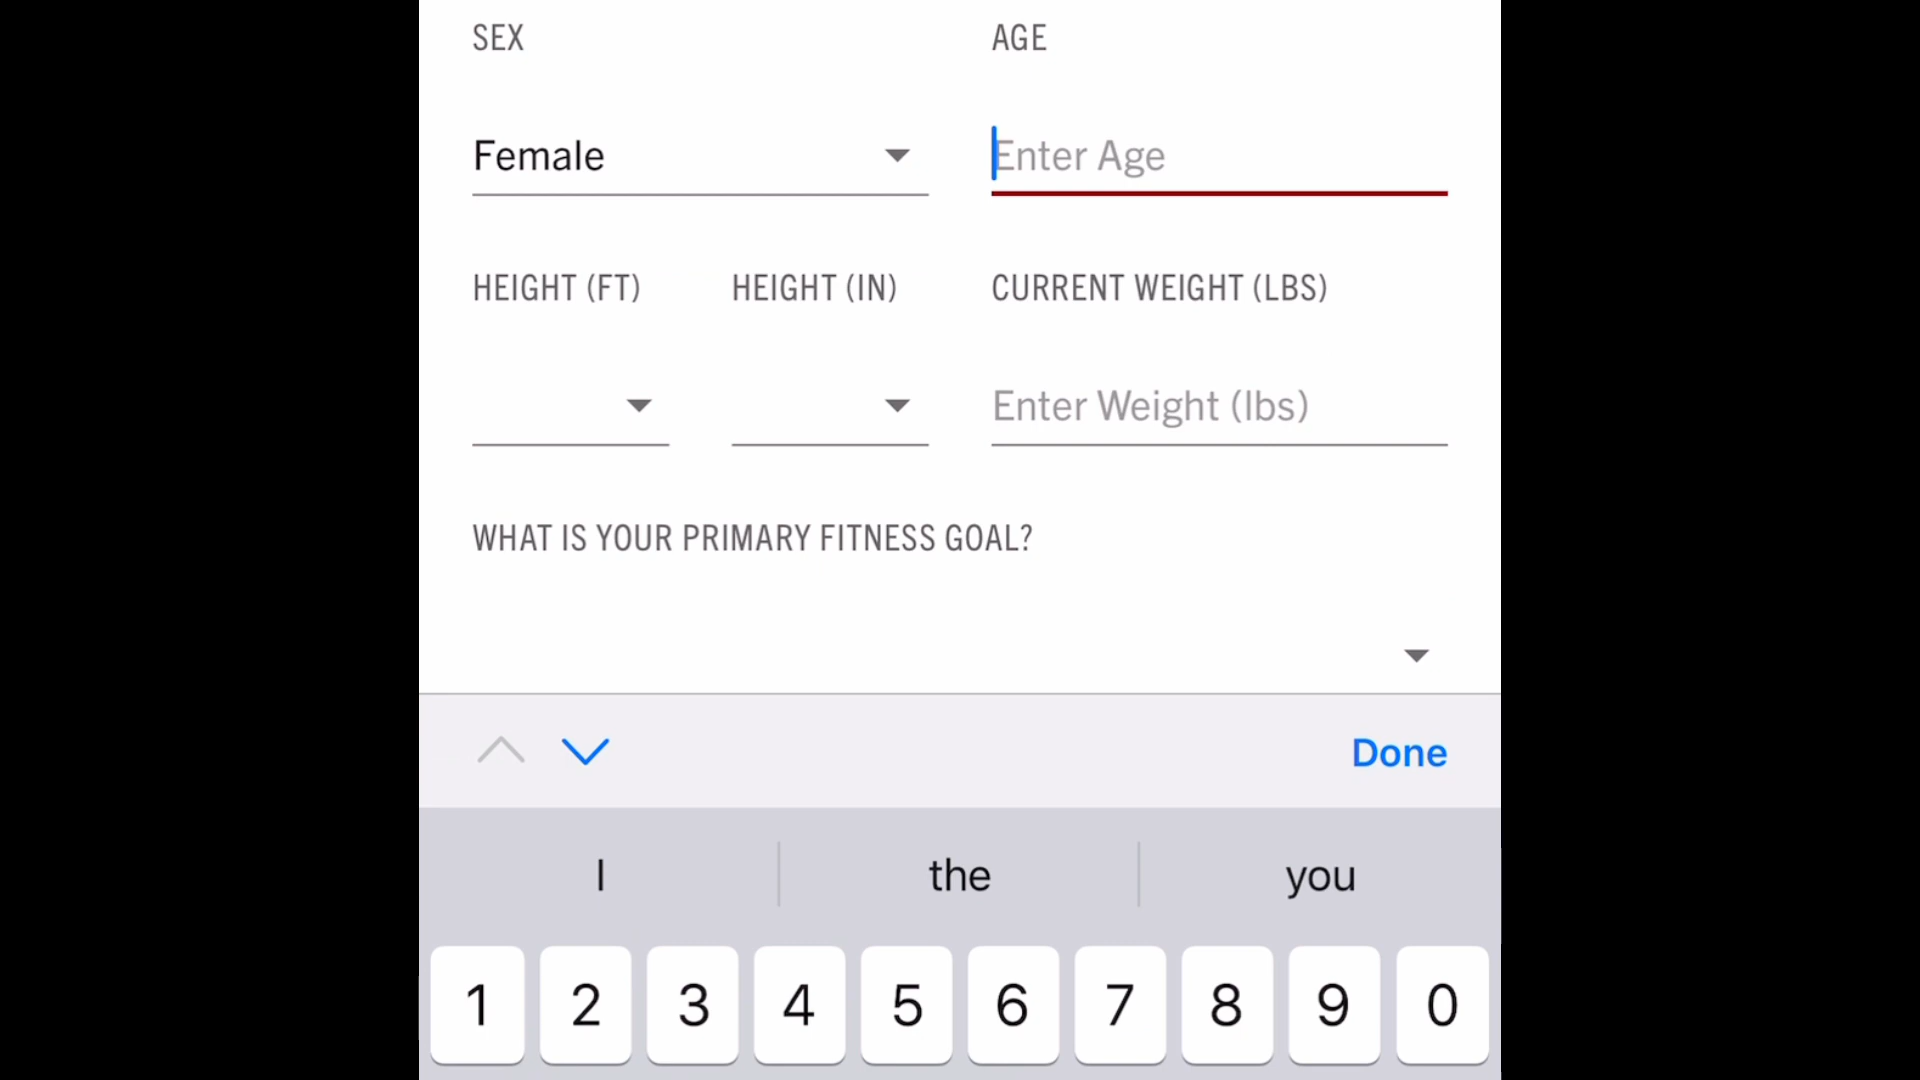 SEX AGE
Female Enter Age
HEIGHT (FT) HEIGHT (IN) CURRENT WEIGHT (LBS)
Enter Weight (lbs)
WHAT IS YOUR PRIMARY FITNESS GOAL?
Done
I the you
1 2 3 4 5 6 7 8 9 0